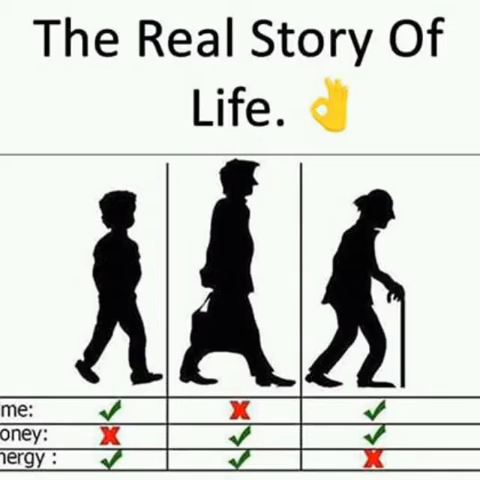 The Real Story Of
Life. 👌
me:
oney:
nergy :